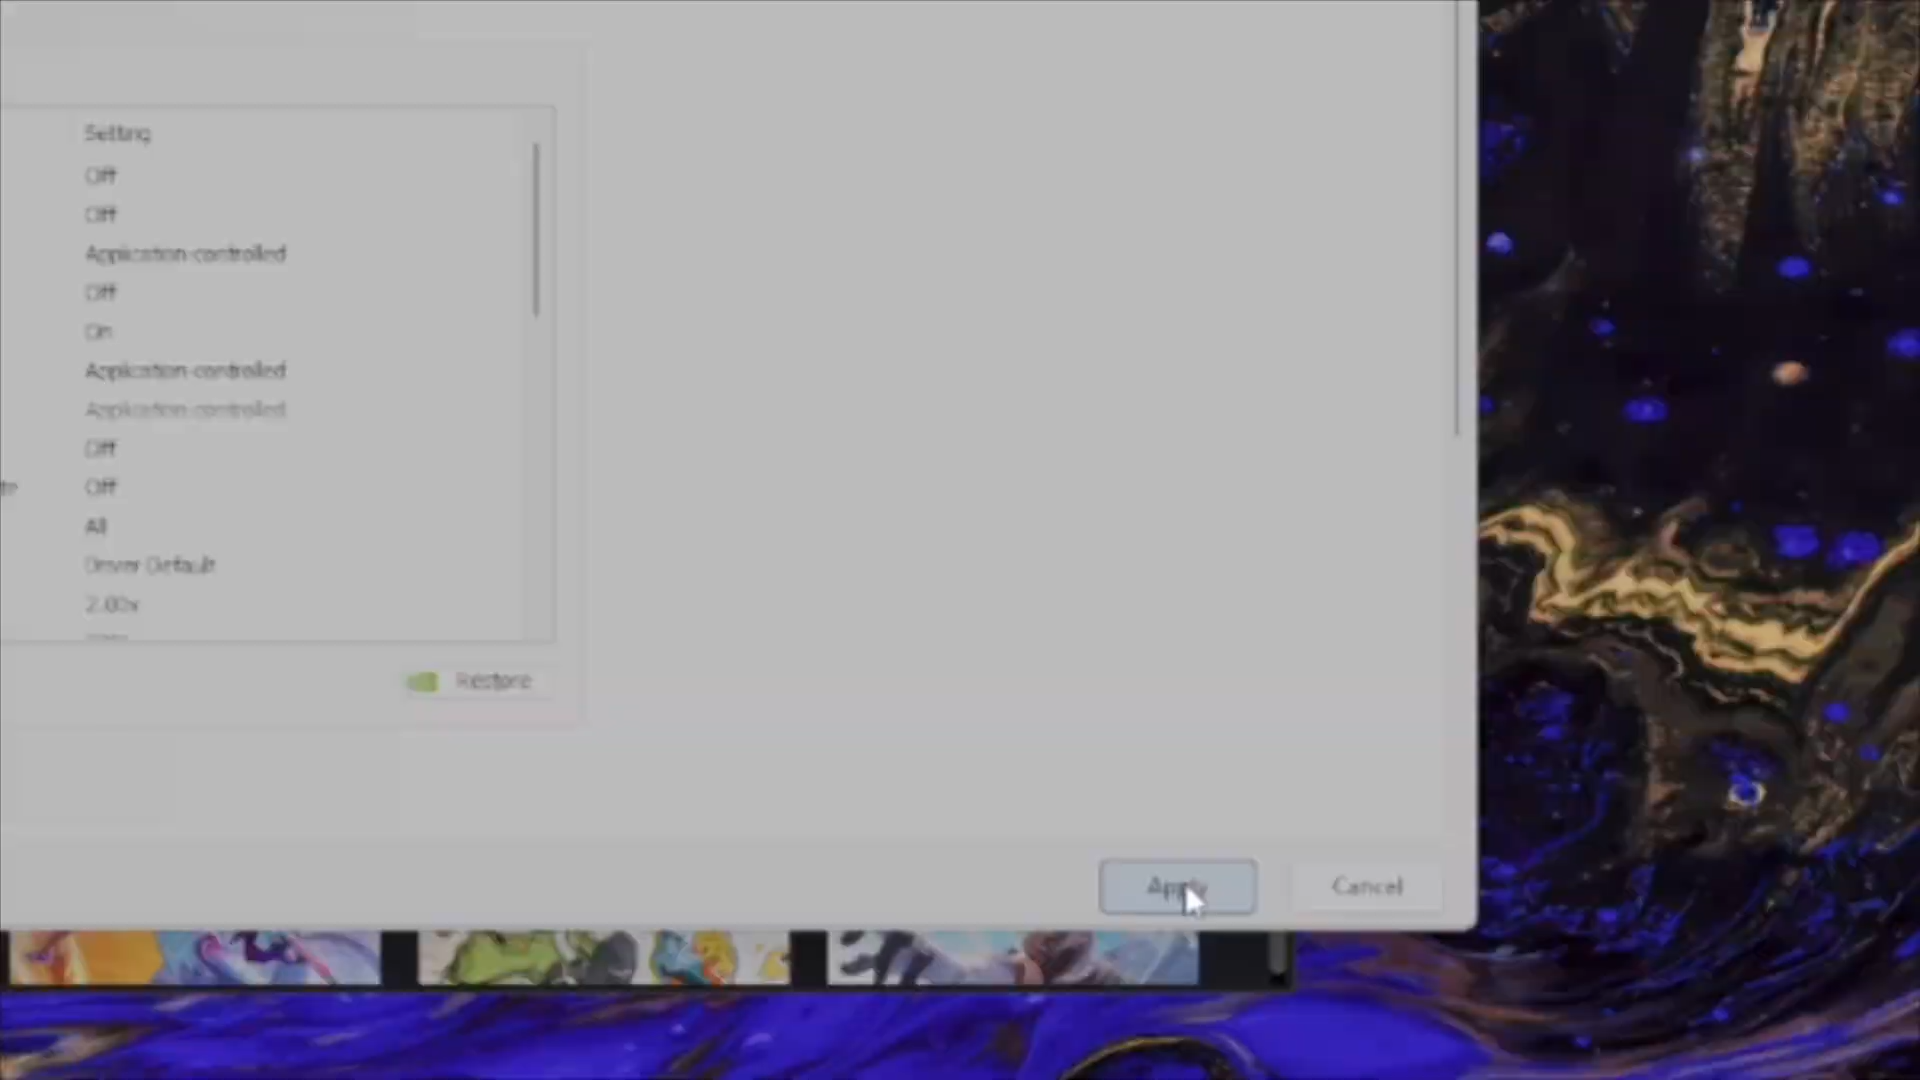 Setting
Off
Off
Application-controlled
Off
On
Application-controlled
Application-controlled
Off
te Off
All
Driver Default
2.00x
Restore
Apply Cancel